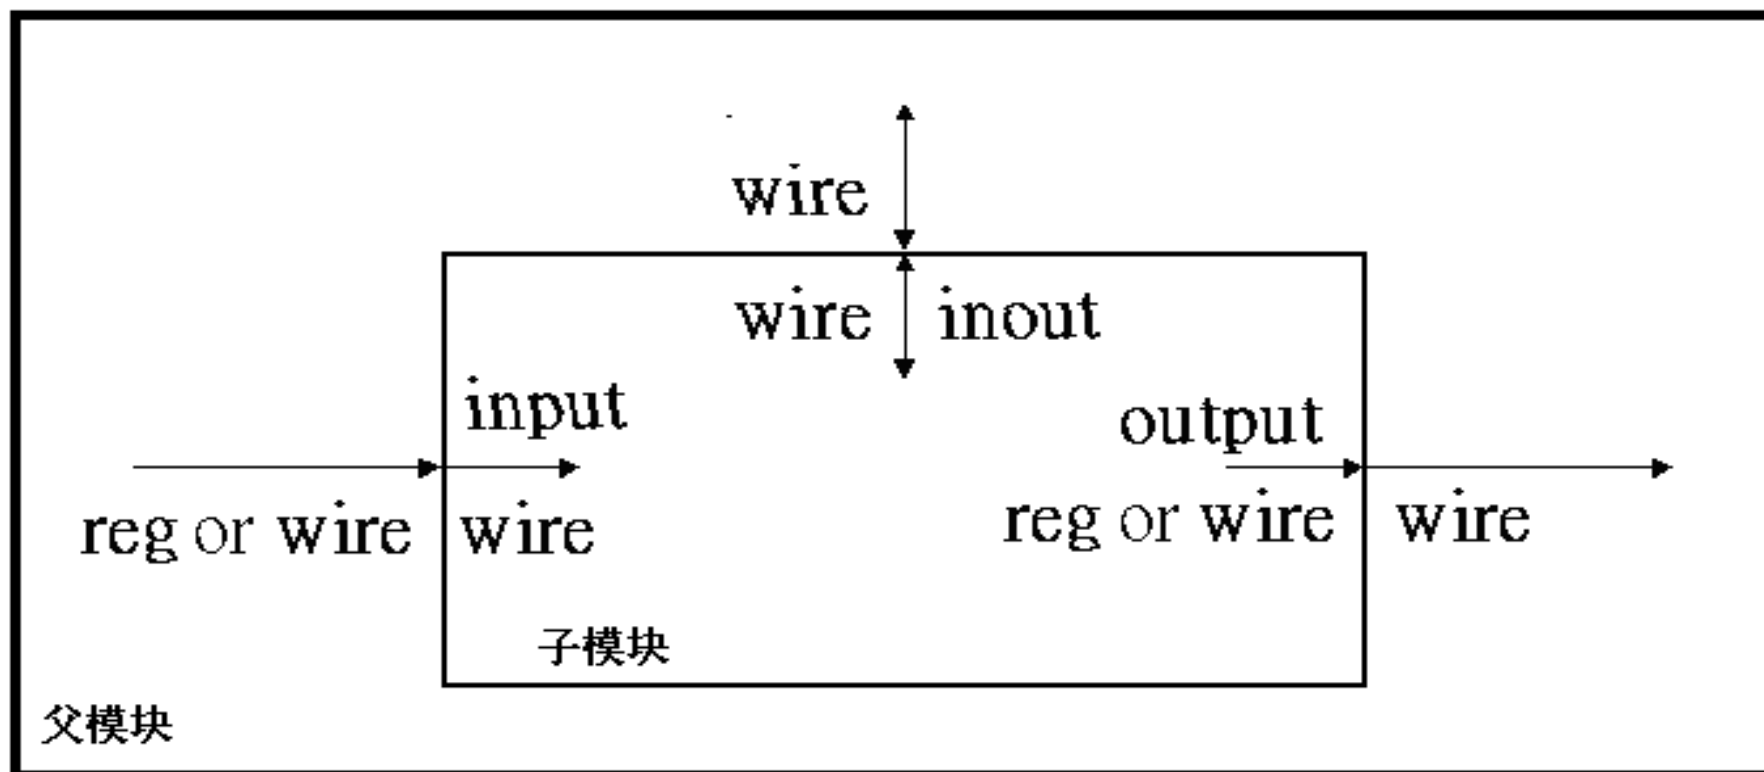 wire
wire inout
input
output
reg or wire wire
reg or wire wire
子模块
父模块